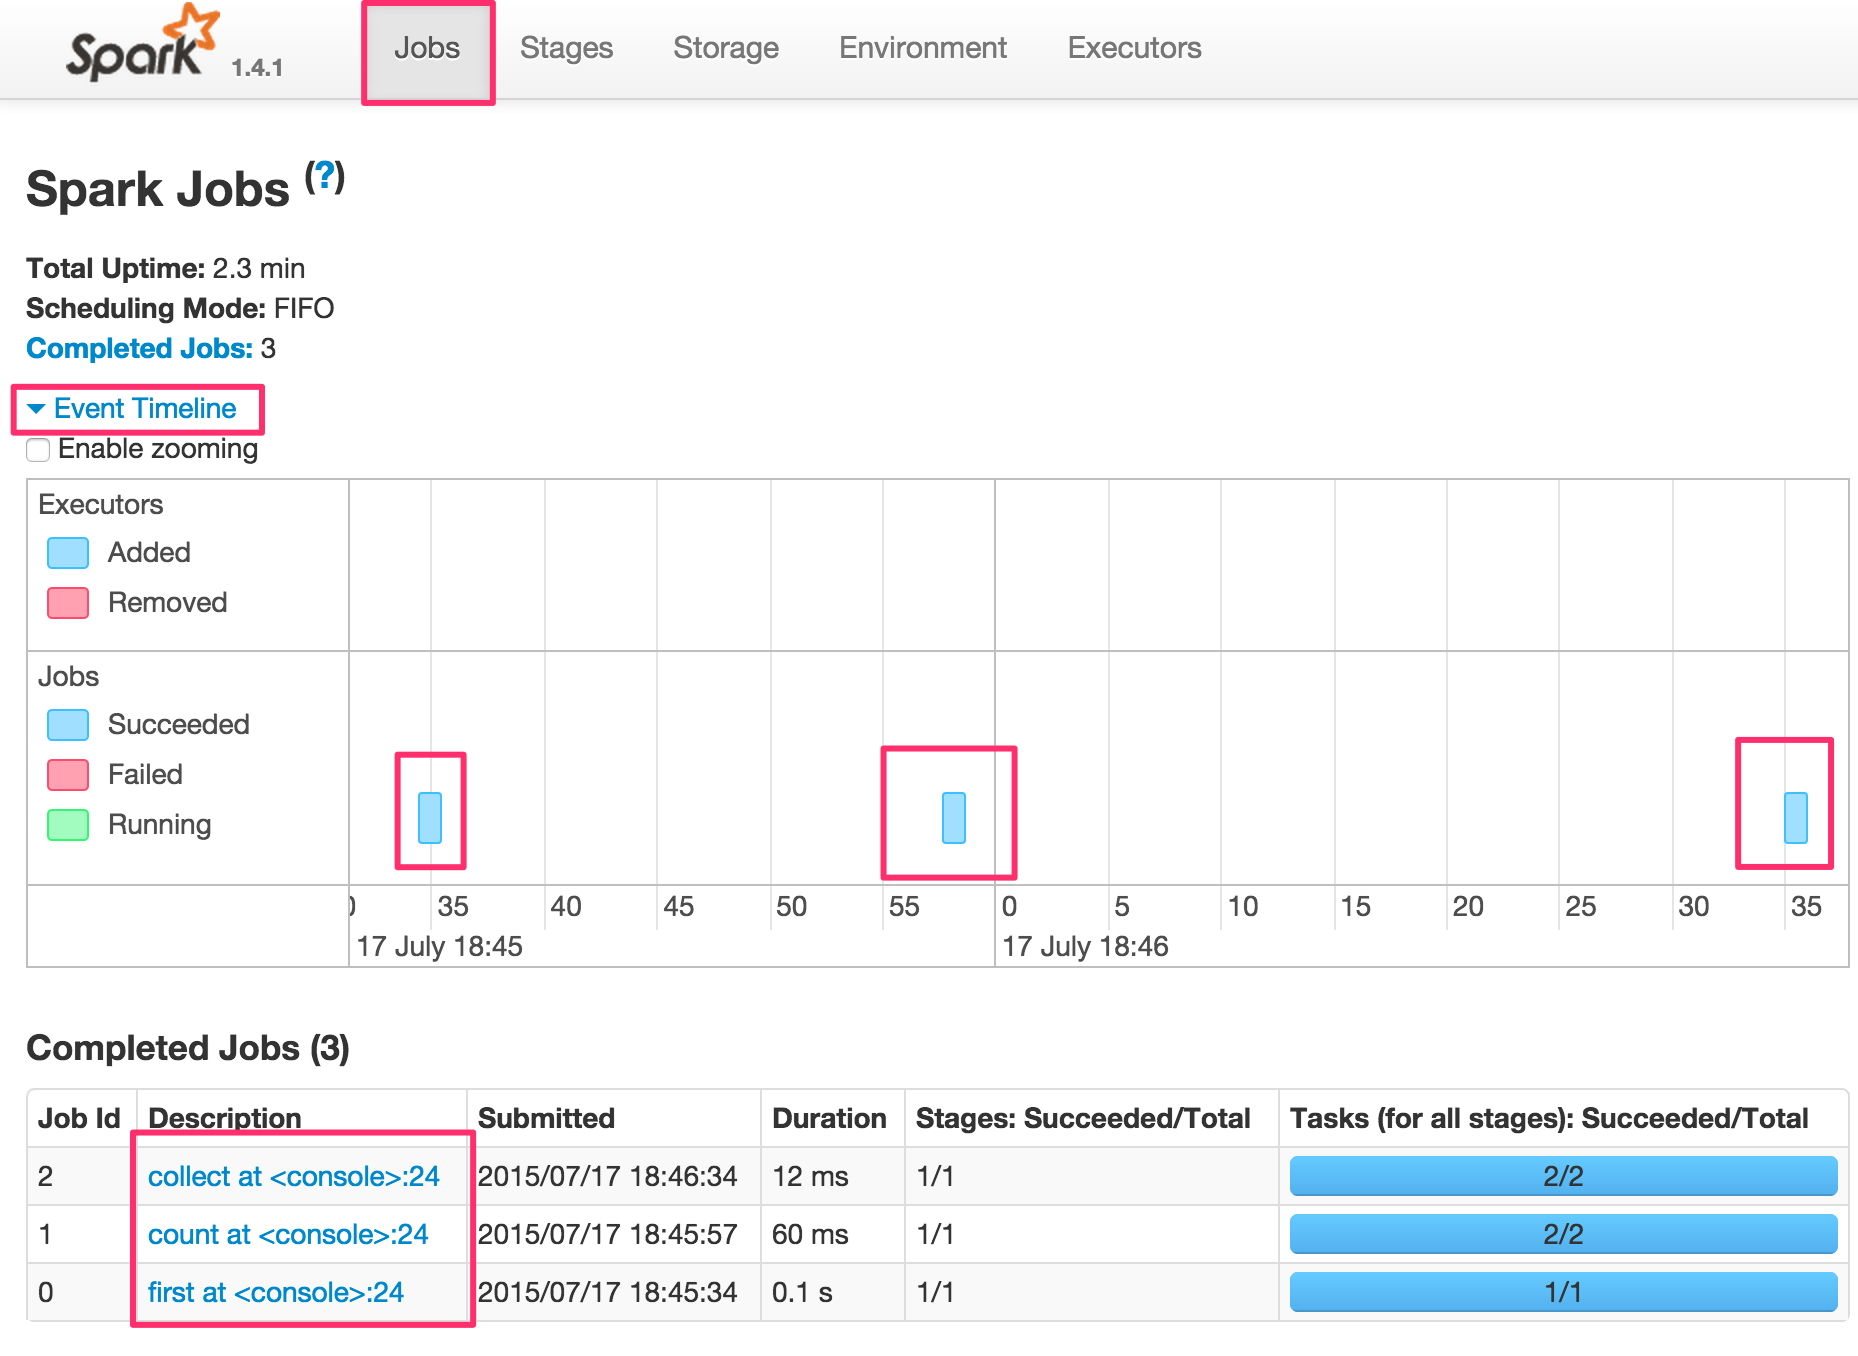 Spark 1.4.1 Jobs Stages Storage Environment Executors
Spark Jobs (?)
Total Uptime: 2.3 min
Scheduling Mode: FIFO
Completed Jobs: 3
Event Timeline
Enable zooming
Executors
Added
Removed
Jobs
Succeeded
Failed
Running
0 35 40 45 50 55 0 5 10 15 20 25 30 35
17 July 18:45 17 July 18:46
Completed Jobs (3)
Job Id Description Submitted Duration Stages: Succeeded/Total Tasks (for all stages): Succeeded/Total
2 collect at <console>:24 2015/07/17 18:46:34 12 ms 1/1 2/2
1 count at <console>:24 2015/07/17 18:45:57 60 ms 1/1 2/2
0 first at <console>:24 2015/07/17 18:45:34 0.1 s 1/1 1/1